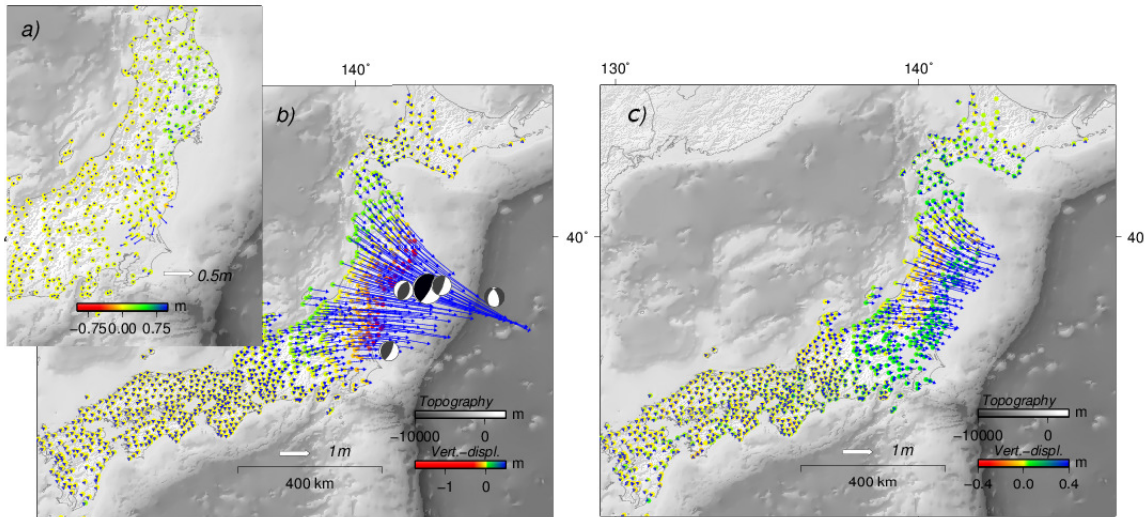 a)
0.5m
m
−0.75 0.00 0.75
140˚
b)
40˚
Topography
m
−10000 0
Vert.-displ.
m
−1 0
1m
400 km
130˚ 140˚
c)
40
Topography
m
−10000 0
Vert.-displ.
m
−0.4 0.0 0.4
1m
400 km